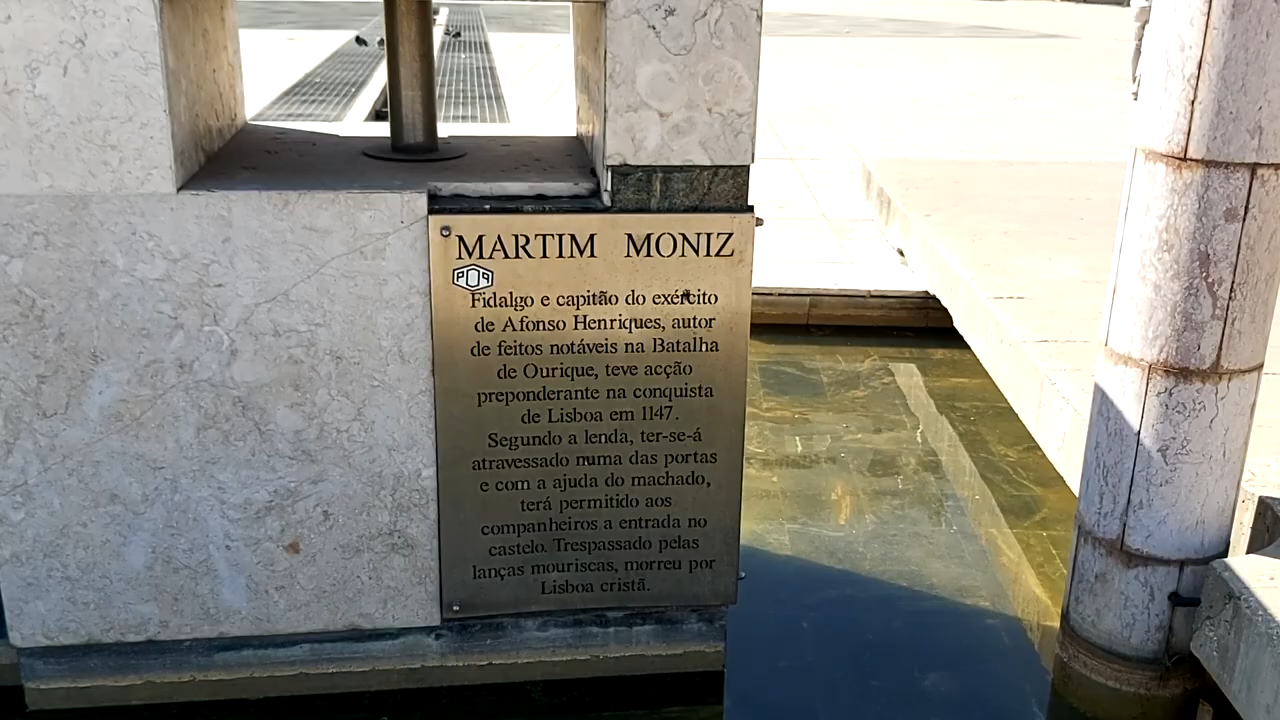 MARTIM MONIZ
POP
Fidalgo e capitão do exército
de Afonso Henriques, autor
de feitos notáveis na Batalha
de Ourique, teve acção
preponderante na conquista
de Lisboa em 1147.
Segundo a lenda, ter-se-á
atravessado numa das portas
e com a ajuda do machado,
terá permitido aos
companheiros a entrada no
castelo. Trespassado pelas
lanças mouriscas, morreu por
Lisboa cristã.